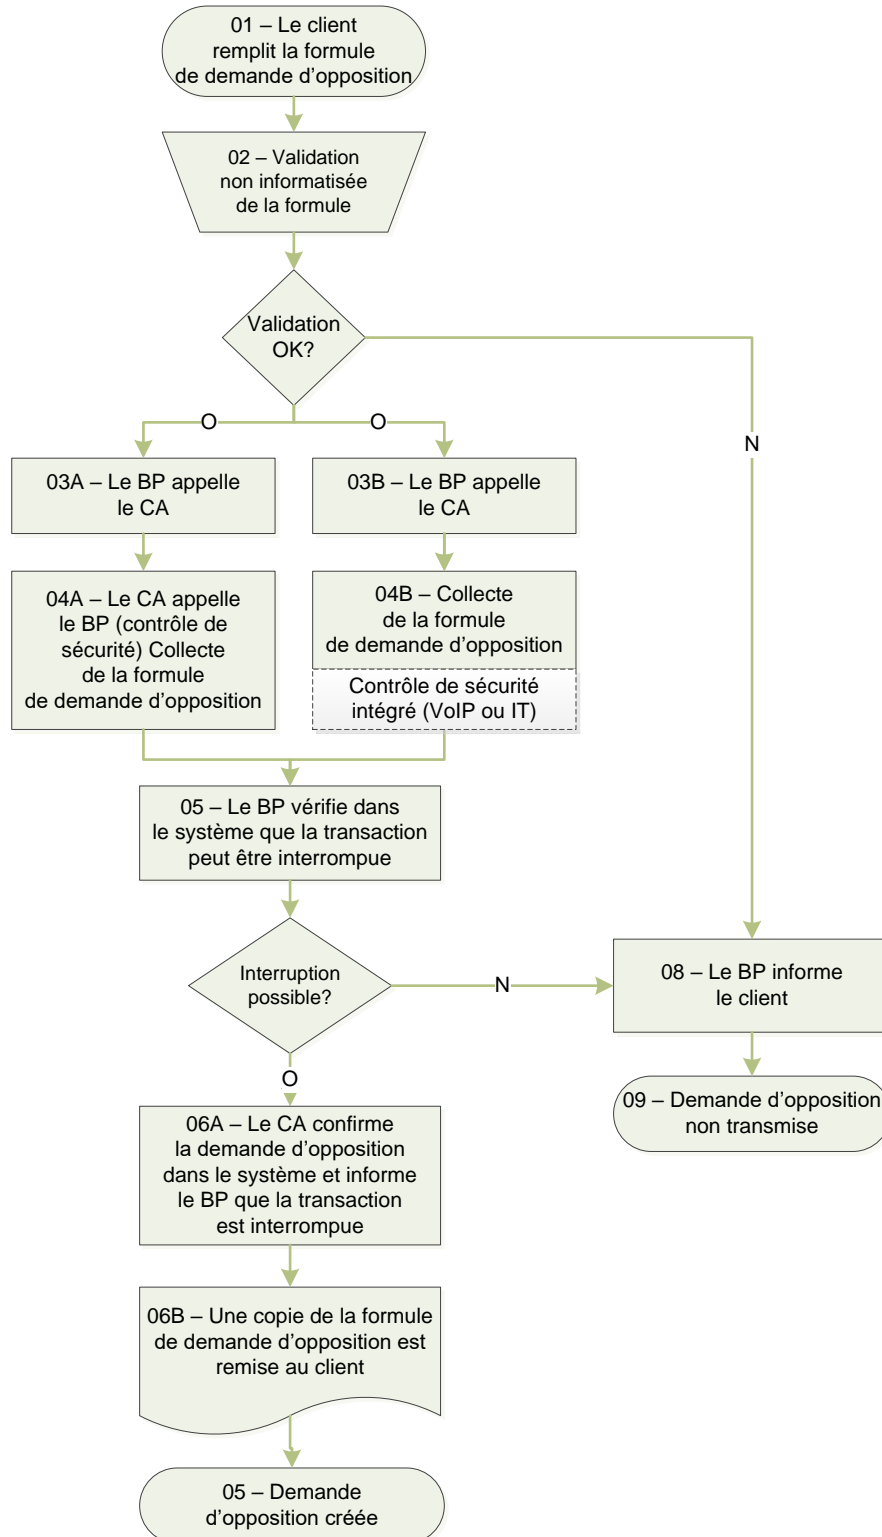 01 – Le client
remplit la formule
de demande d'opposition
02 – Validation
non informatisée
de la formule
Validation
OK?
O
O
N
03A – Le BP appelle
le CA
03B – Le BP appelle
le CA
04A – Le CA appelle
le BP (contrôle de
sécurité) Collecte
de la formule
de demande d'opposition
04B – Collecte
de la formule
de demande d'opposition
Contrôle de sécurité
intégré (VoIP ou IT)
05 – Le BP vérifie dans
le système que la transaction
peut être interrompue
Interruption
possible?
N
08 – Le BP informe
le client
O
09 – Demande d'opposition
non transmise
06A – Le CA confirme
la demande d'opposition
dans le système et informe
le BP que la transaction
est interrompue
06B – Une copie de la formule
de demande d'opposition est
remise au client
05 – Demande
d'opposition créée